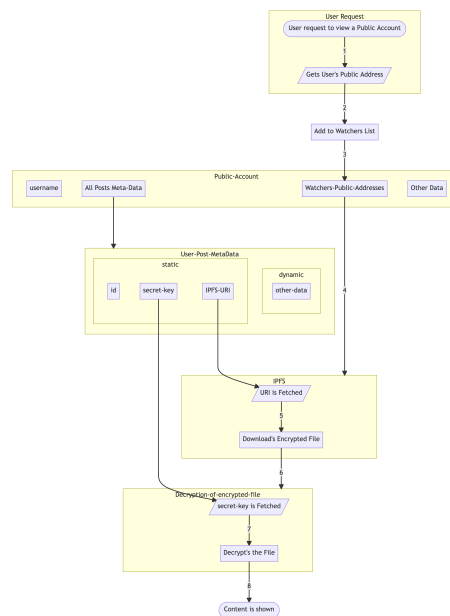 User Request
User request to view a Public Account
1
Gets User's Public Address
2
Add to Watchers List
3
Public-Account
username
All Posts Meta-Data
Watchers-Public-Addresses
Other Data
User-Post-MetaData
static
dynamic
id
secret-key
IPFS-URI
other-data
4
IPFS
URI is Fetched
5
Download's Encrypted File
6
Decryption-of-encrypted-file
secret-key is Fetched
7
Decrypt's the File
8
Content is shown